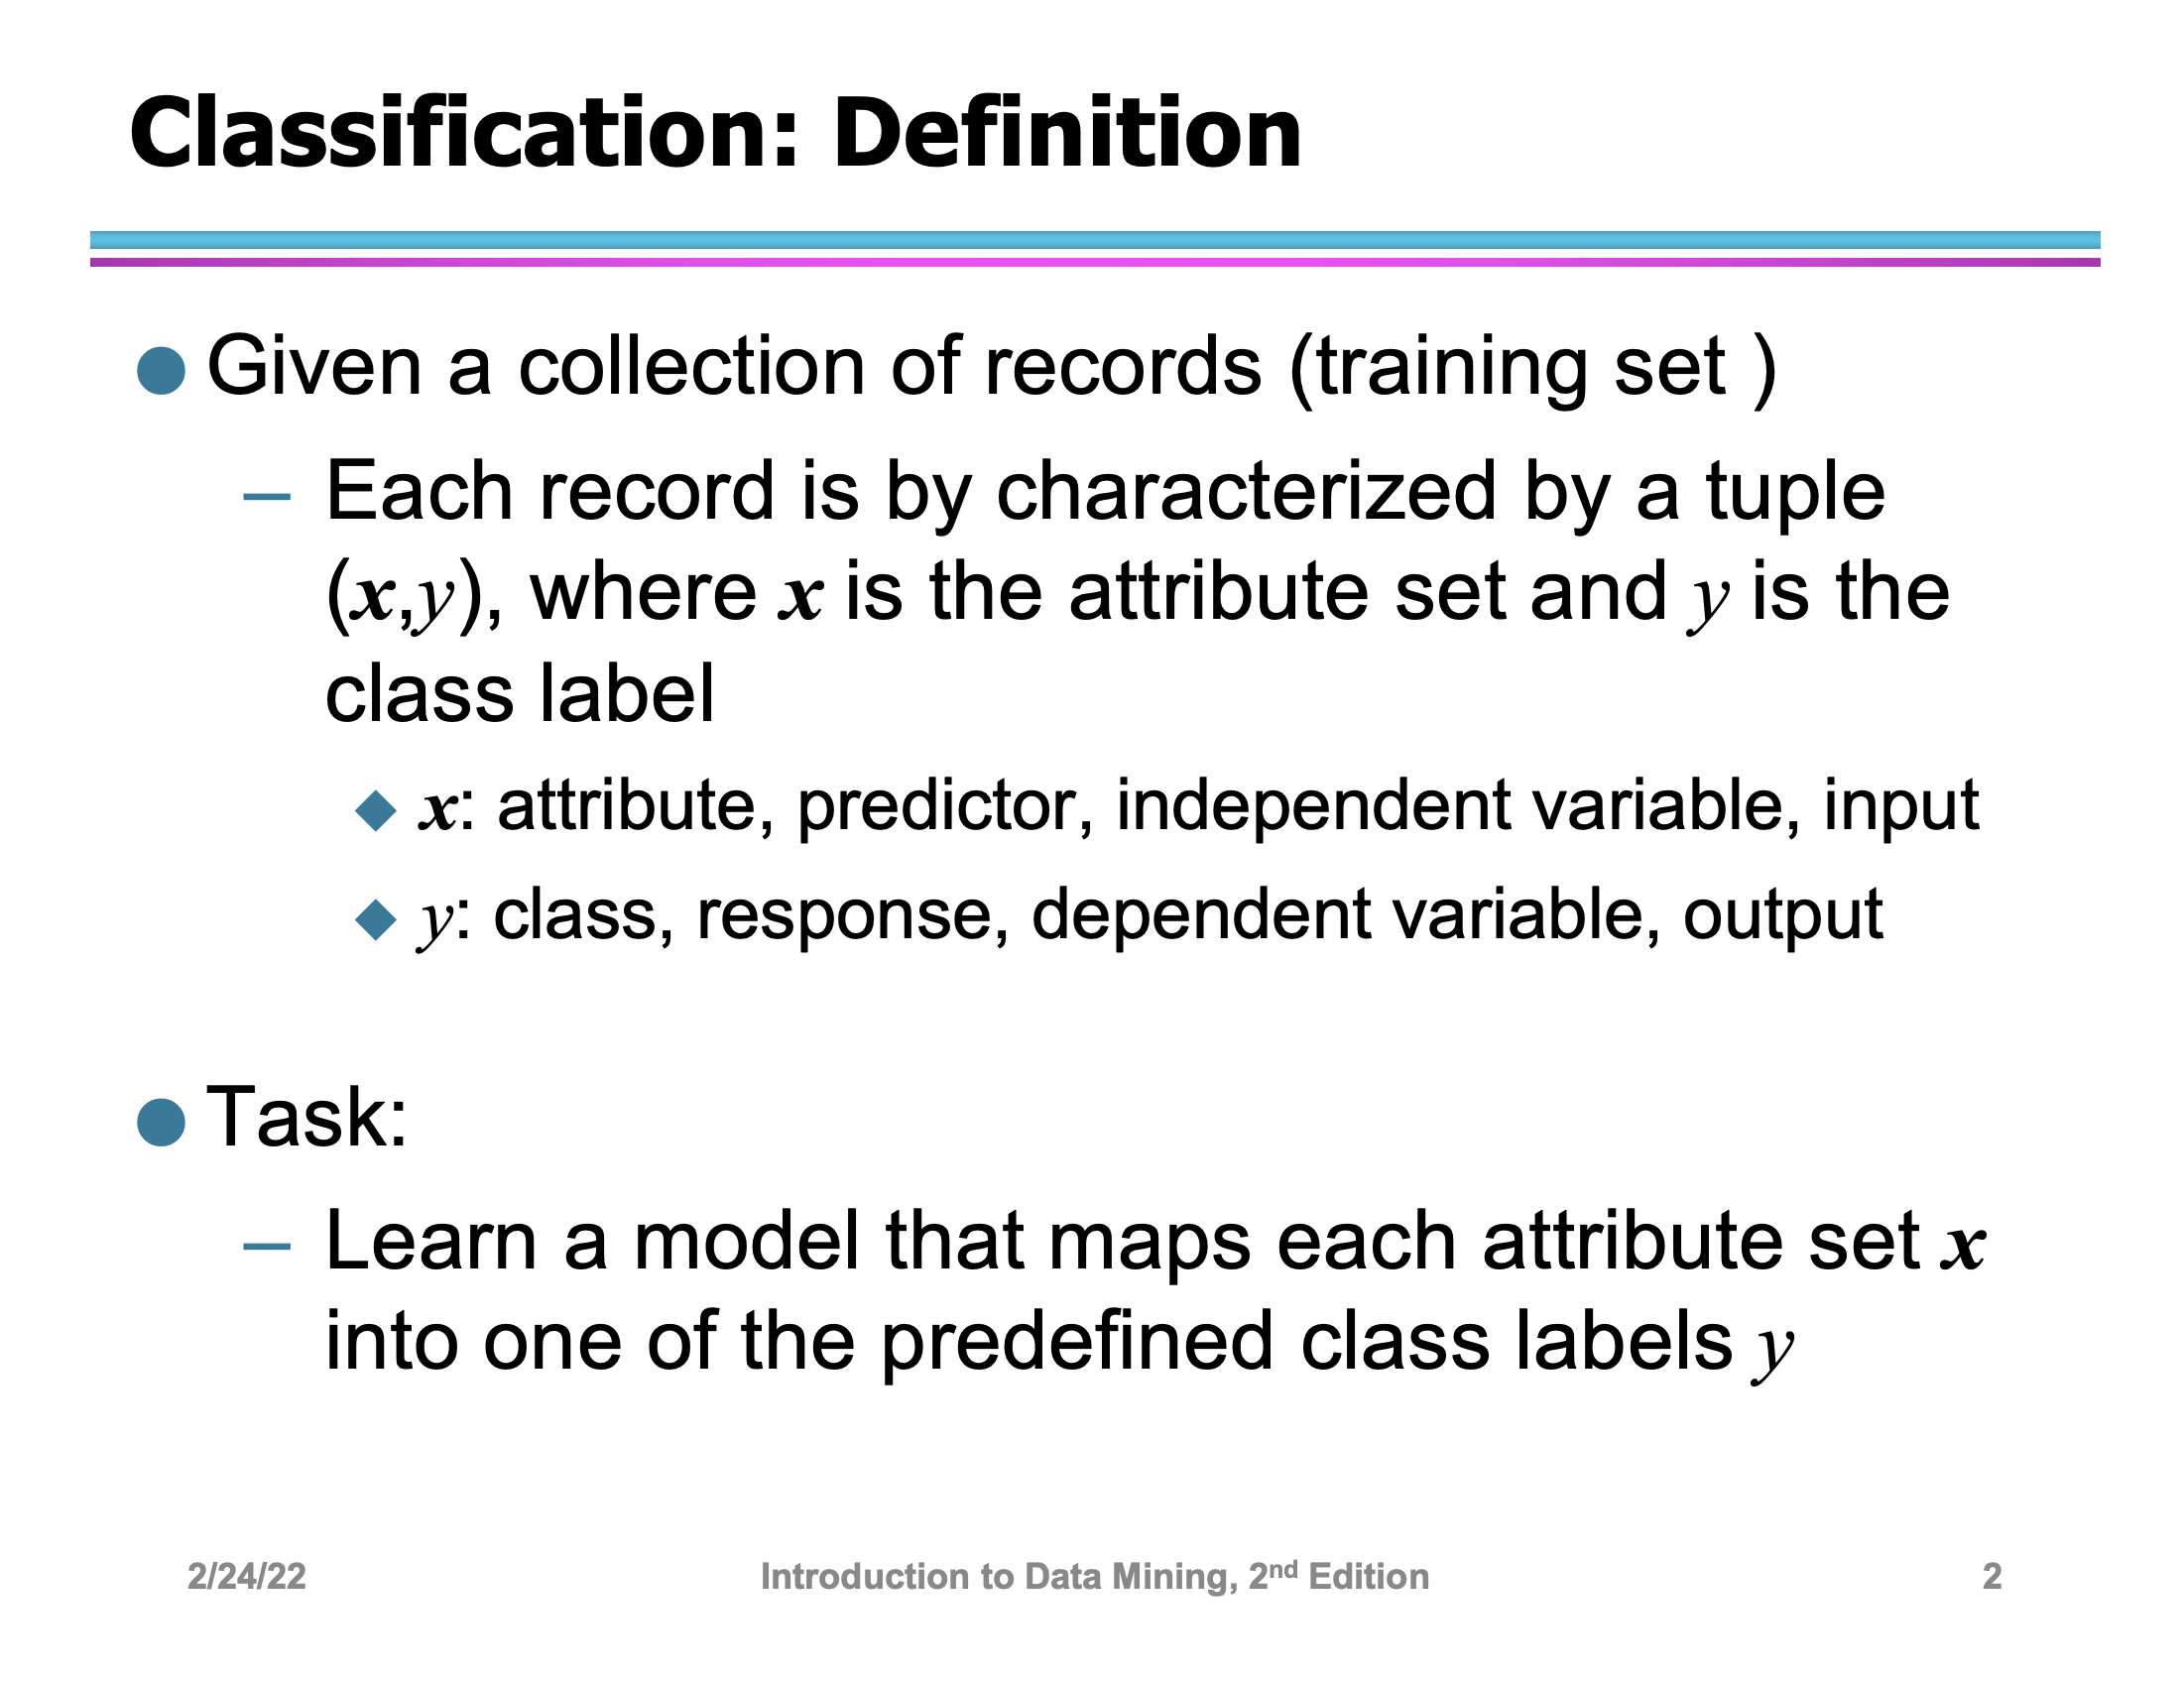 Classification: Definition
Given a collection of records (training set )
– Each record is by characterized by a tuple
(x,y), where x is the attribute set and y is the
class label
x: attribute, predictor, independent variable, input
y: class, response, dependent variable, output
Task:
– Learn a model that maps each attribute set x
into one of the predefined class labels y
2/24/22 Introduction to Data Mining, 2nd Edition 2